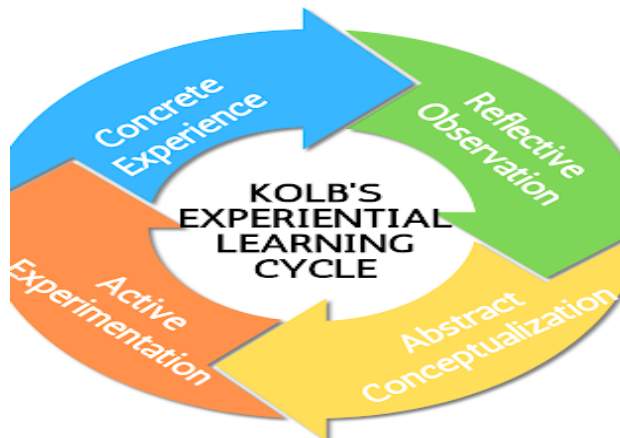 Concrete
Experience
Reflective
Observation
KOLB'S
EXPERIENTIAL
LEARNING
CYCLE
Abstract
Conceptualization
Active
Experimentation